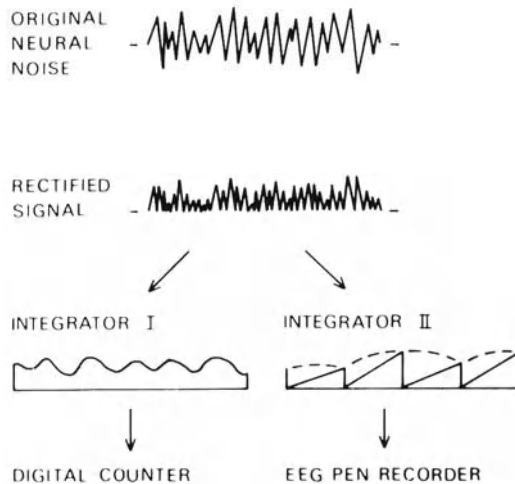 ORIGINAL
NEURAL
NOISE
RECTIFIED
SIGNAL
INTEGRATOR I
INTEGRATOR II
DIGITAL COUNTER
EEG PEN RECORDER